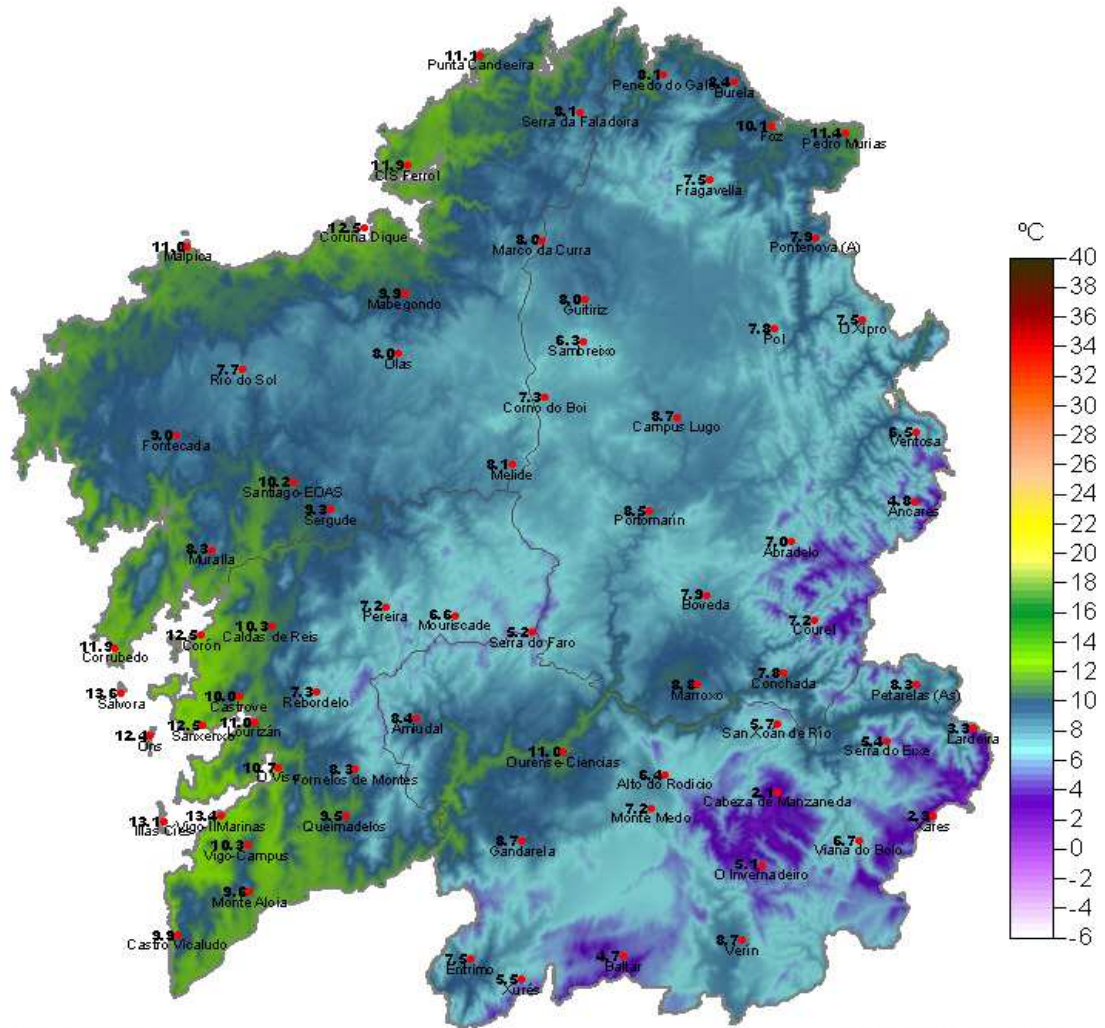 11.1
Punta Candeeira
8.1
Penedo do Galo
8.4
Burela
8.1
Serra da Faladoira
10.1
Foz
11.4
Pedro Murias
11.9
CIS Ferrol
7.5
Fragavella
12.5
Coruña Dique
11.0
Malpica
8.0
Marco da Curra
7.9
Pontenova (A)
ºC
9.9
Mabegondo
8.0
Guitiriz
7.8
Pol
7.5
O Xipro
6.3
Sambreixo
8.0
Olas
7.7
Rio do Sol
7.3
Corno do Boi
8.7
Campus Lugo
9.0
Fontecada
6.5
Ventosa
8.1
Melide
10.2
Santiago-EOAS
9.3
Sergude
8.5
Portomarín
4.8
Ancares
8.3
Muralla
7.0
Abradelo
7.2
Pereira
6.6
Mouriscade
7.9
Bóveda
10.3
Caldas de Reis
12.5
Corón
5.2
Serra do Faro
7.2
Courel
11.9
Corrubedo
13.6
Sálvora
10.0
Castrove
7.3
Rebordelo
8.8
Marroxo
7.8
Conchada
8.3
Petarelas (As)
12.4
Ons
12.5
Sanxenxo
11.0
Lourizán
8.4
Amiudal
5.7
San Xoán de Río
5.4
Serra do Eixe
3.3
Lardeira
11.0
Ourense-Ciencias
10.7
O Viso
8.3
Fornelos de Montes
6.4
Alto do Rodicio
2.1
Cabeza de Manzaneda
13.1
Illas Cíes
13.4
Vigo-IIMarinas
9.5
Queimadelos
7.2
Monte Medo
Xares
10.3
Vigo-Campus
8.7
Gandarela
6.7
Viana do Bolo
5.1
O Invernadeiro
9.6
Monte Aloia
9.9
Castro Vicaludo
7.5
Entrimo
5.5
Xurés
4.7
Baltar
8.7
Verín
40
38
36
34
32
30
28
26
24
22
20
18
16
14
12
10
8
6
4
2
0
-2
-4
-6